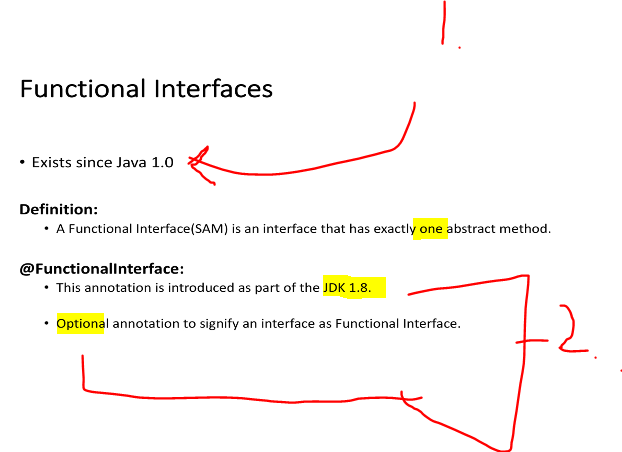 1.
Functional Interfaces
• Exists since Java 1.0
Definition:
• A Functional Interface(SAM) is an interface that has exactly one abstract method.
@FunctionalInterface:
• This annotation is introduced as part of the JDK 1.8.
• Optional annotation to signify an interface as Functional Interface.
2.